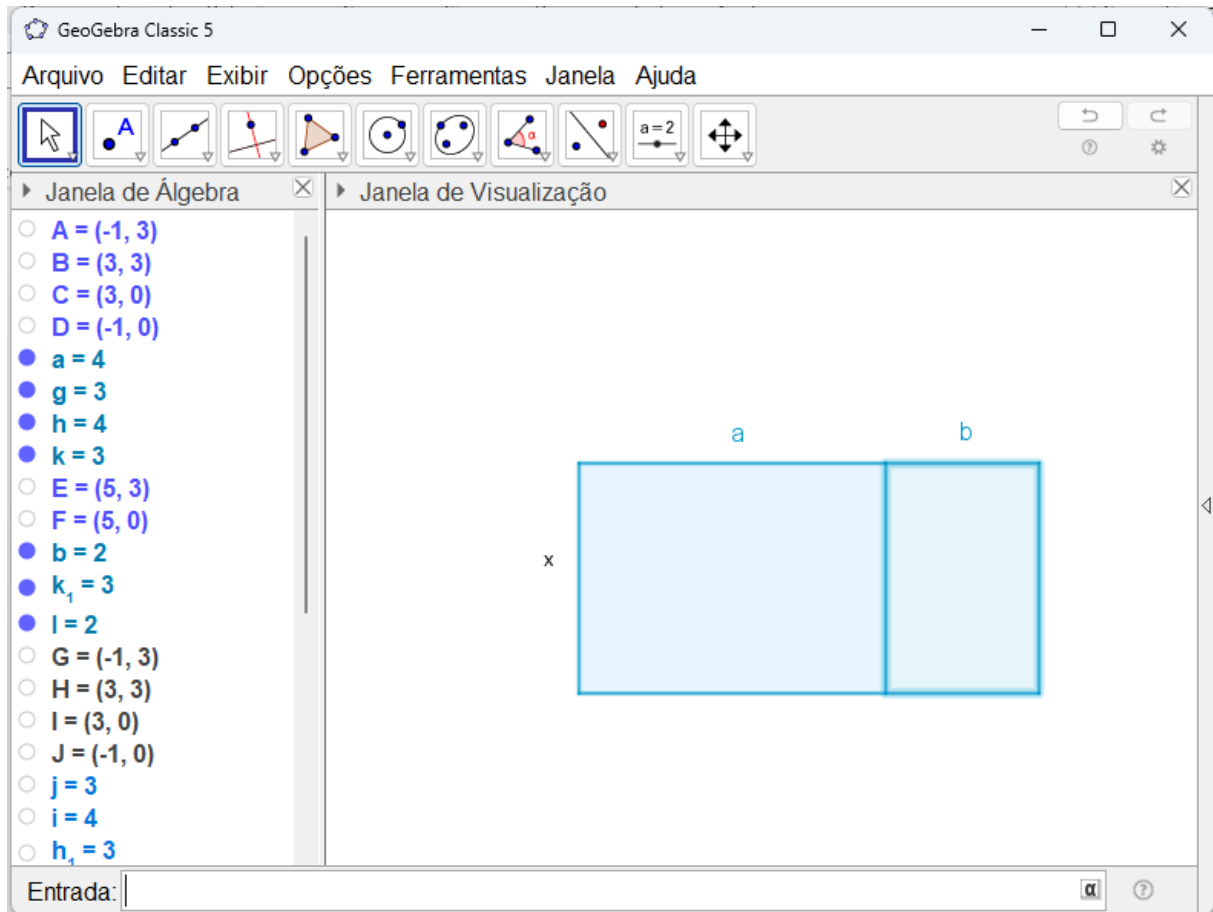 GeoGebra Classic 5
Arquivo Editar Exibir Opções Ferramentas Janela Ajuda
A
α
a = 2
Janela de Álgebra
Janela de Visualização
A = (-1, 3)
B = (3, 3)
C = (3, 0)
D = (-1, 0)
a = 4
g = 3
h = 4
k = 3
E = (5, 3)
F = (5, 0)
b = 2
k₁ = 3
l = 2
G = (-1, 3)
H = (3, 3)
I = (3, 0)
J = (-1, 0)
j = 3
i = 4
h₁ = 3
a
b
x
Entrada:
α